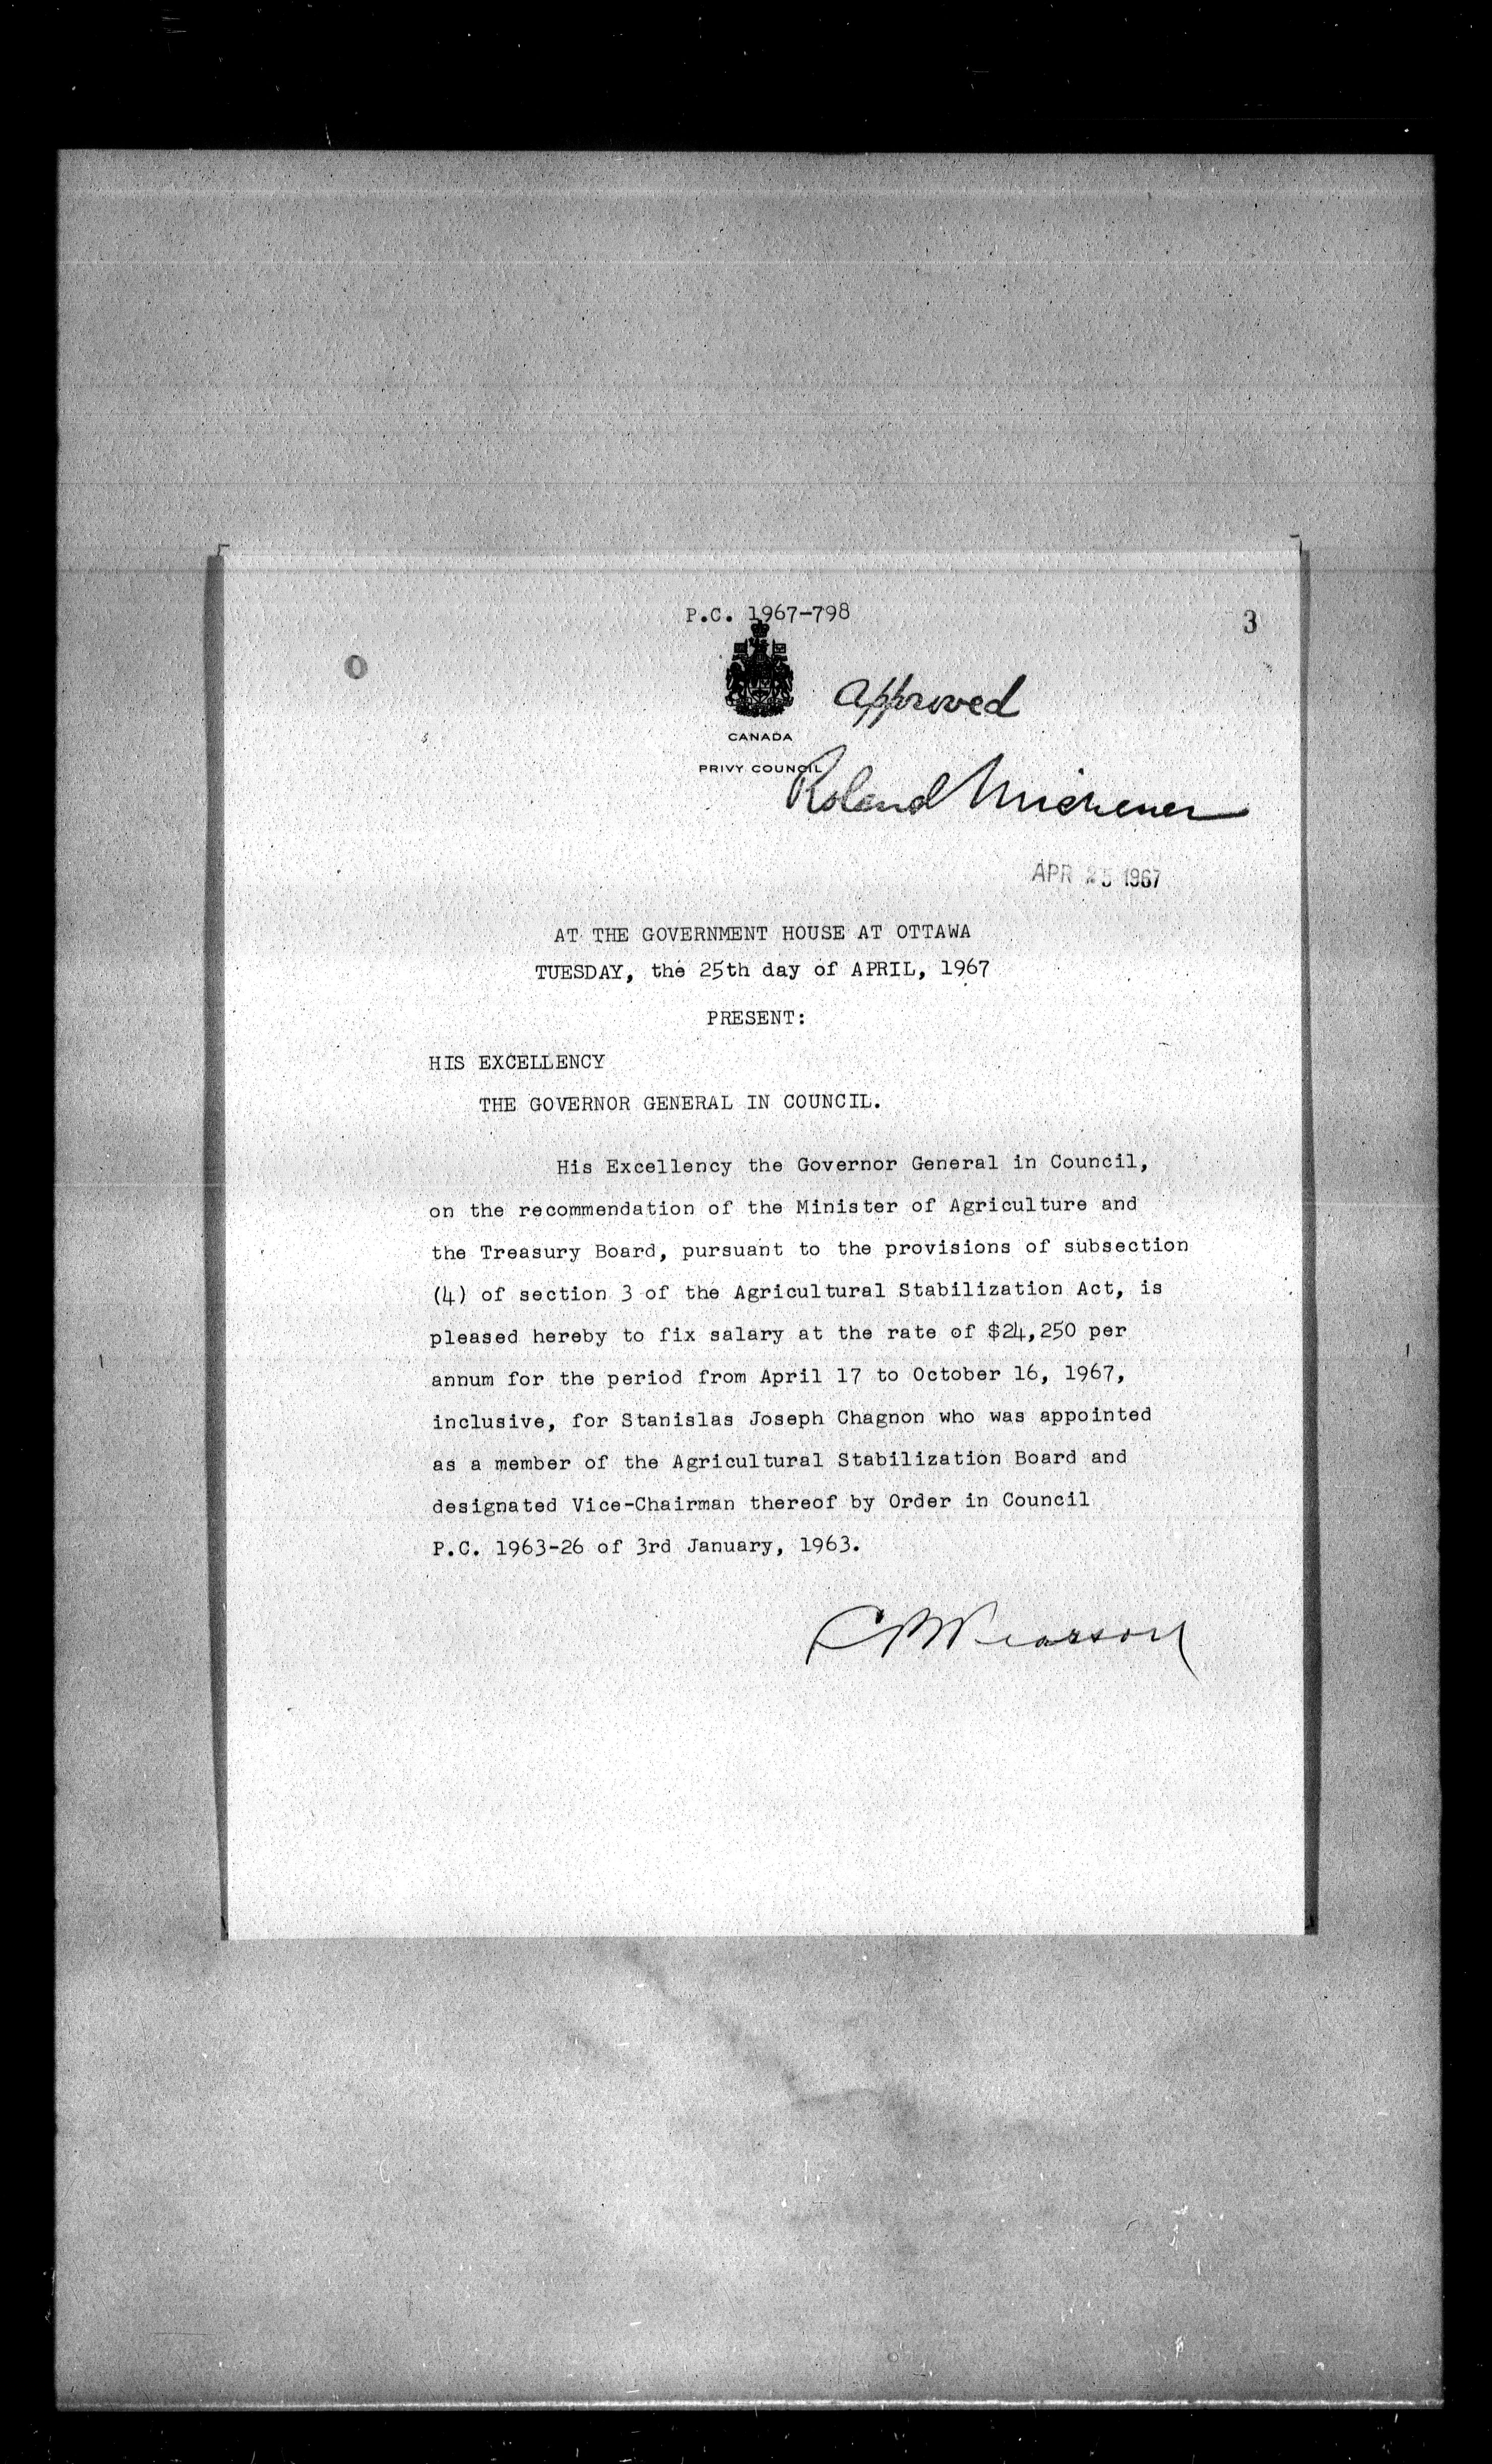 P.C. 1967-798
3
O
Approved
CANADA
PRIVY COUNCIL
Roland Michener
APR 25 1967
AT THE GOVERNMENT HOUSE AT OTTAWA
TUESDAY, the 25th day of APRIL, 1967
PRESENT:
HIS EXCELLENCY
THE GOVERNOR GENERAL IN COUNCIL.
His Excellency the Governor General in Council,
on the recommendation of the Minister of Agriculture and
the Treasury Board, pursuant to the provisions of subsection
(4) of section 3 of the Agricultural Stabilization Act, is
pleased hereby to fix salary at the rate of $24,250 per
annum for the period from April 17 to October 16, 1967,
inclusive, for Stanislas Joseph Chagnon who was appointed
as a member of the Agricultural Stabilization Board and
designated Vice-Chairman thereof by Order in Council
P.C. 1963-26 of 3rd January, 1963.
L B Pearson